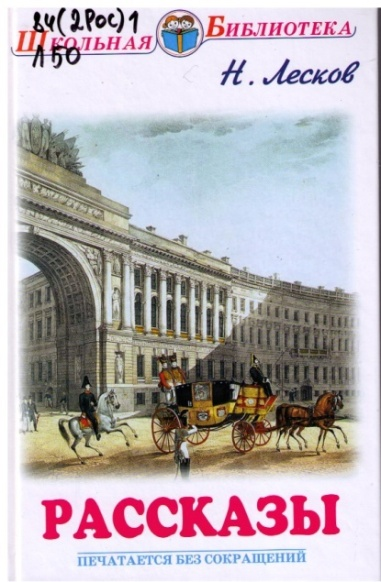 84(2Рос)1
Л50
ШКОЛЬНАЯ БИБЛИОТЕКА
Н. Лесков
РАССКАЗЫ
ПЕЧАТАЕТСЯ БЕЗ СОКРАЩЕНИЙ